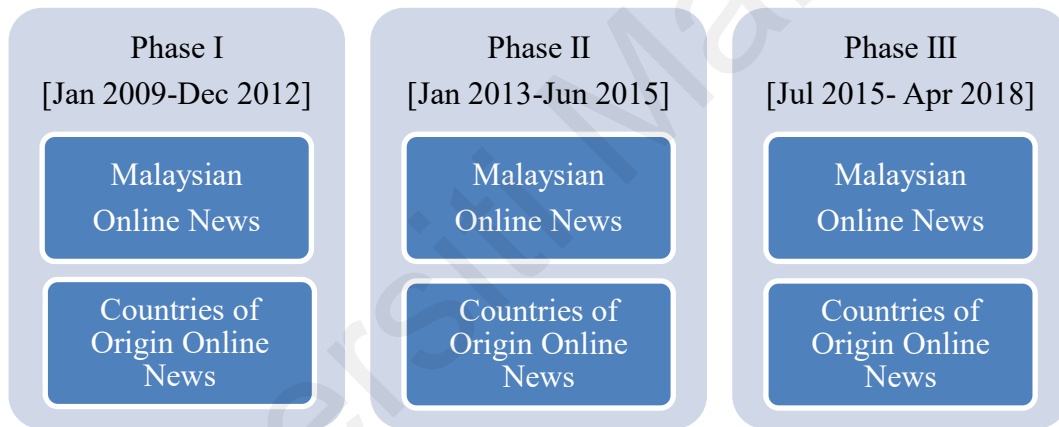 Phase I
[Jan 2009-Dec 2012]
Malaysian
Online News
Countries of
Origin Online
News
Phase II
[Jan 2013-Jun 2015]
Malaysian
Online News
Countries of
Origin Online
News
Phase III
[Jul 2015- Apr 2018]
Malaysian
Online News
Countries of
Origin Online
News